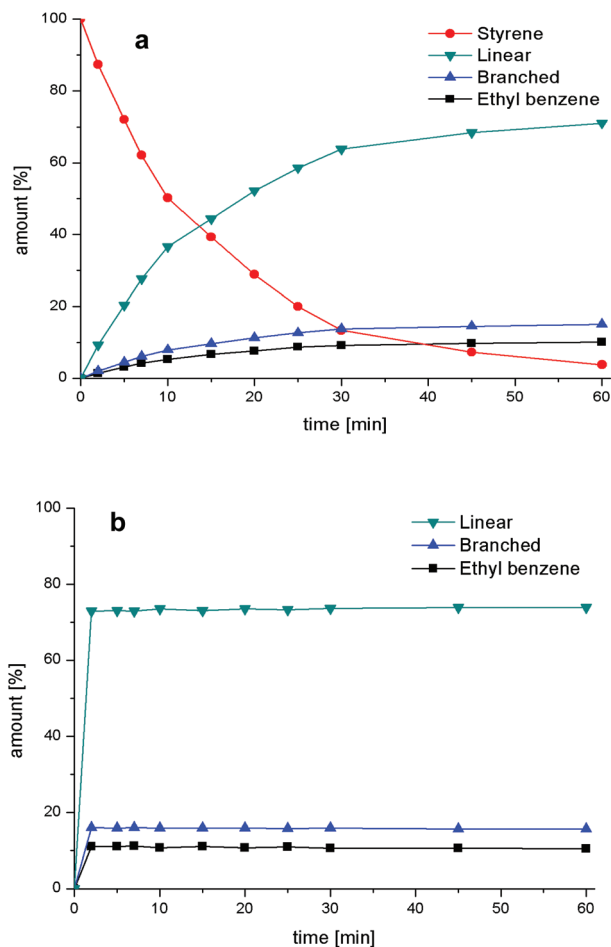 a
Styrene
Linear
Branched
Ethyl benzene
100
80
60
40
20
0
amount [%]
0 10 20 30 40 50 60
time [min]
b
Linear
Branched
Ethyl benzene
100
80
60
40
20
0
amount [%]
0 10 20 30 40 50 60
time [min]